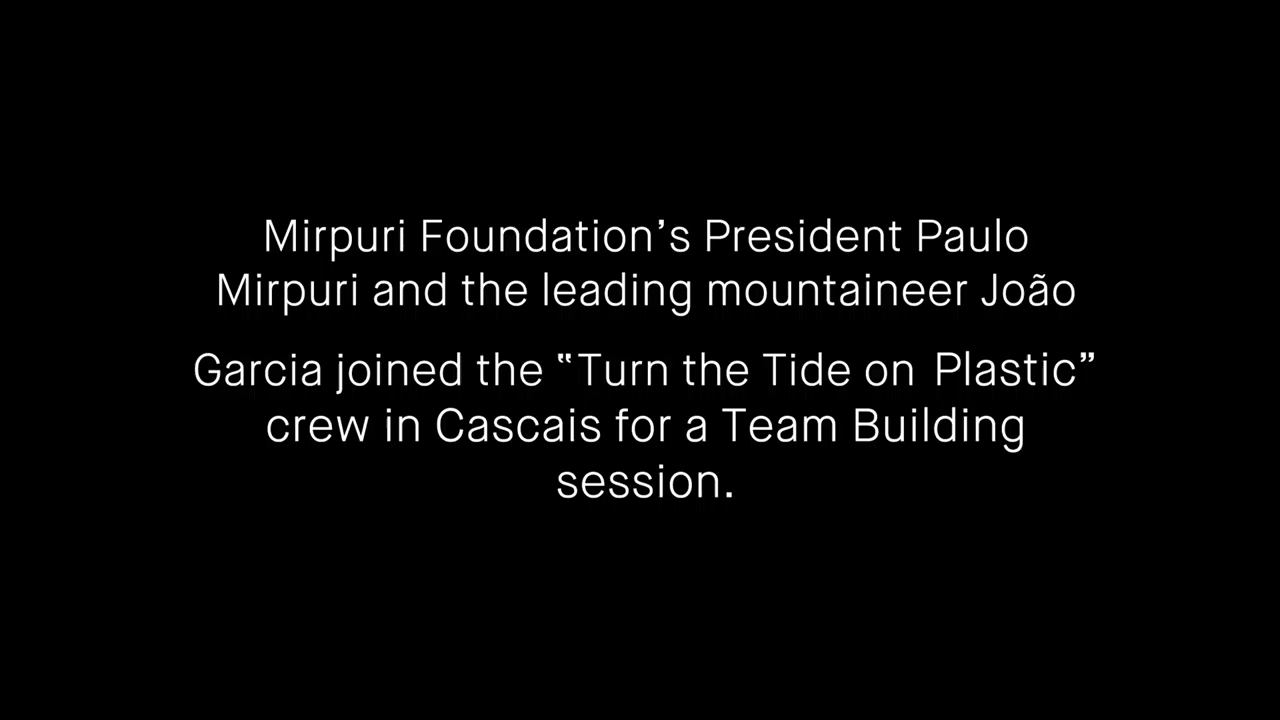 Mirpuri Foundation’s President Paulo
Mirpuri and the leading mountaineer João
Garcia joined the “Turn the Tide on Plastic”
crew in Cascais for a Team Building
session.